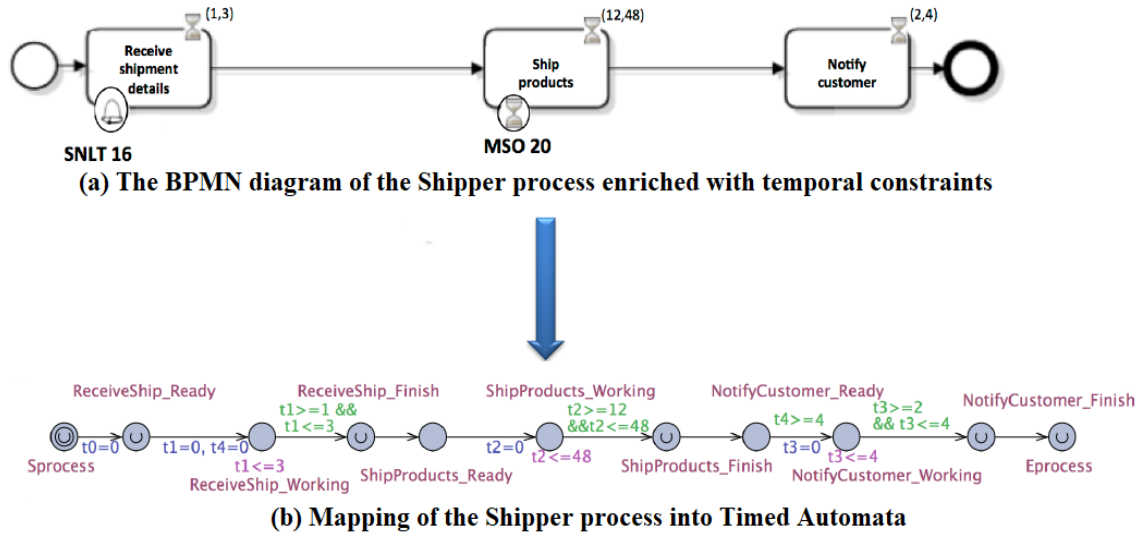 (1,3)
(12,48)
(2,4)
Receive
shipment
details
Ship
products
Notify
customer
SNLT 16
MSO 20
(a) The BPMN diagram of the Shipper process enriched with temporal constraints
ReceiveShip_Ready
ReceiveShip_Finish
ShipProducts_Working
NotifyCustomer_Ready
NotifyCustomer_Finish
t1>=1 &&
t1<=3
t2>=12
&&t2<=48
t4>=4
t3>=2
&& t3<=4
t0=0
t1=0, t4=0
t2=0
t3=0
Sprocess
t1<=3
ReceiveShip_Working
ShipProducts_Ready
t2<=48
ShipProducts_Finish
t3<=4
NotifyCustomer_Working
Eprocess
(b) Mapping of the Shipper process into Timed Automata